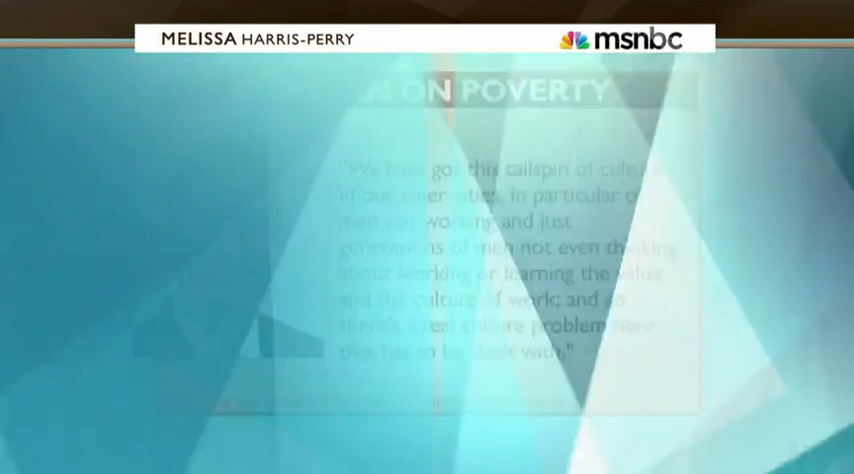 MELISSA HARRIS-PERRY
msnbc
ON POVERTY
"We have got this tailspin of culture
in our inner cities, in particular of
men not working and just
generations of men not even thinking
about working or learning the value
and the culture of work; and so
there's a real culture problem here
that has to be dealt with."